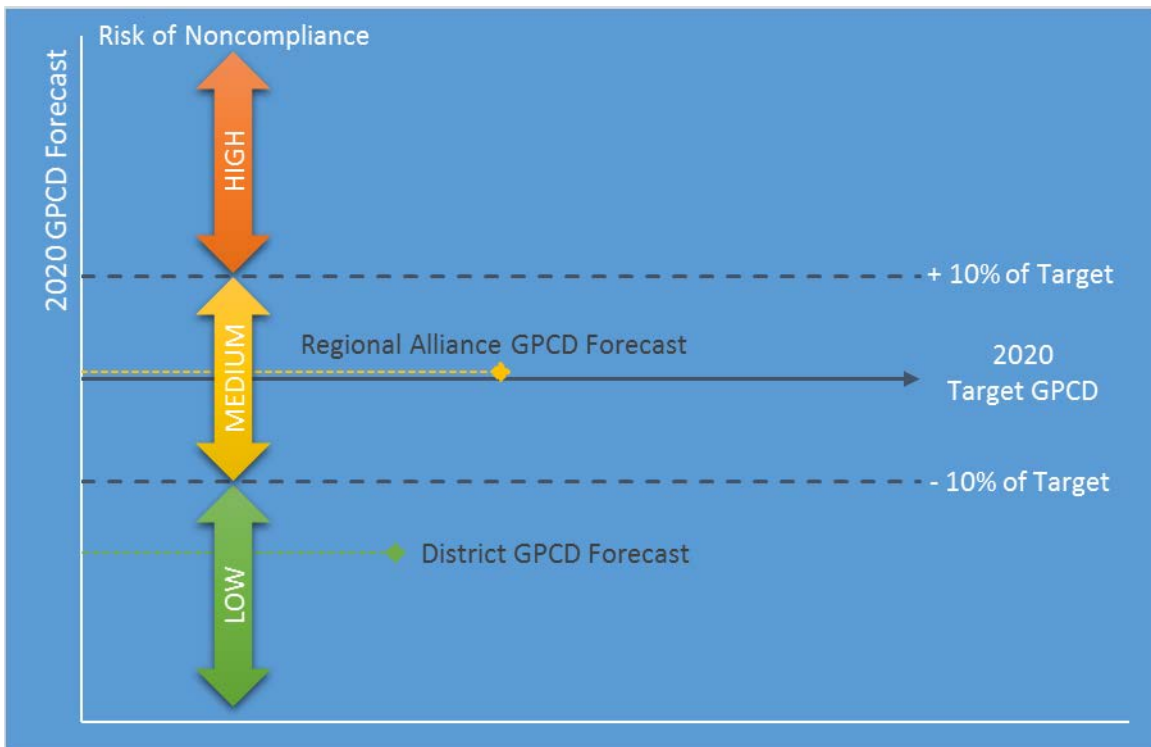 Risk of Noncompliance
2020 GPCD Forecast
HIGH
+ 10% of Target
MEDIUM
Regional Alliance GPCD Forecast
2020
Target GPCD
- 10% of Target
District GPCD Forecast
LOW